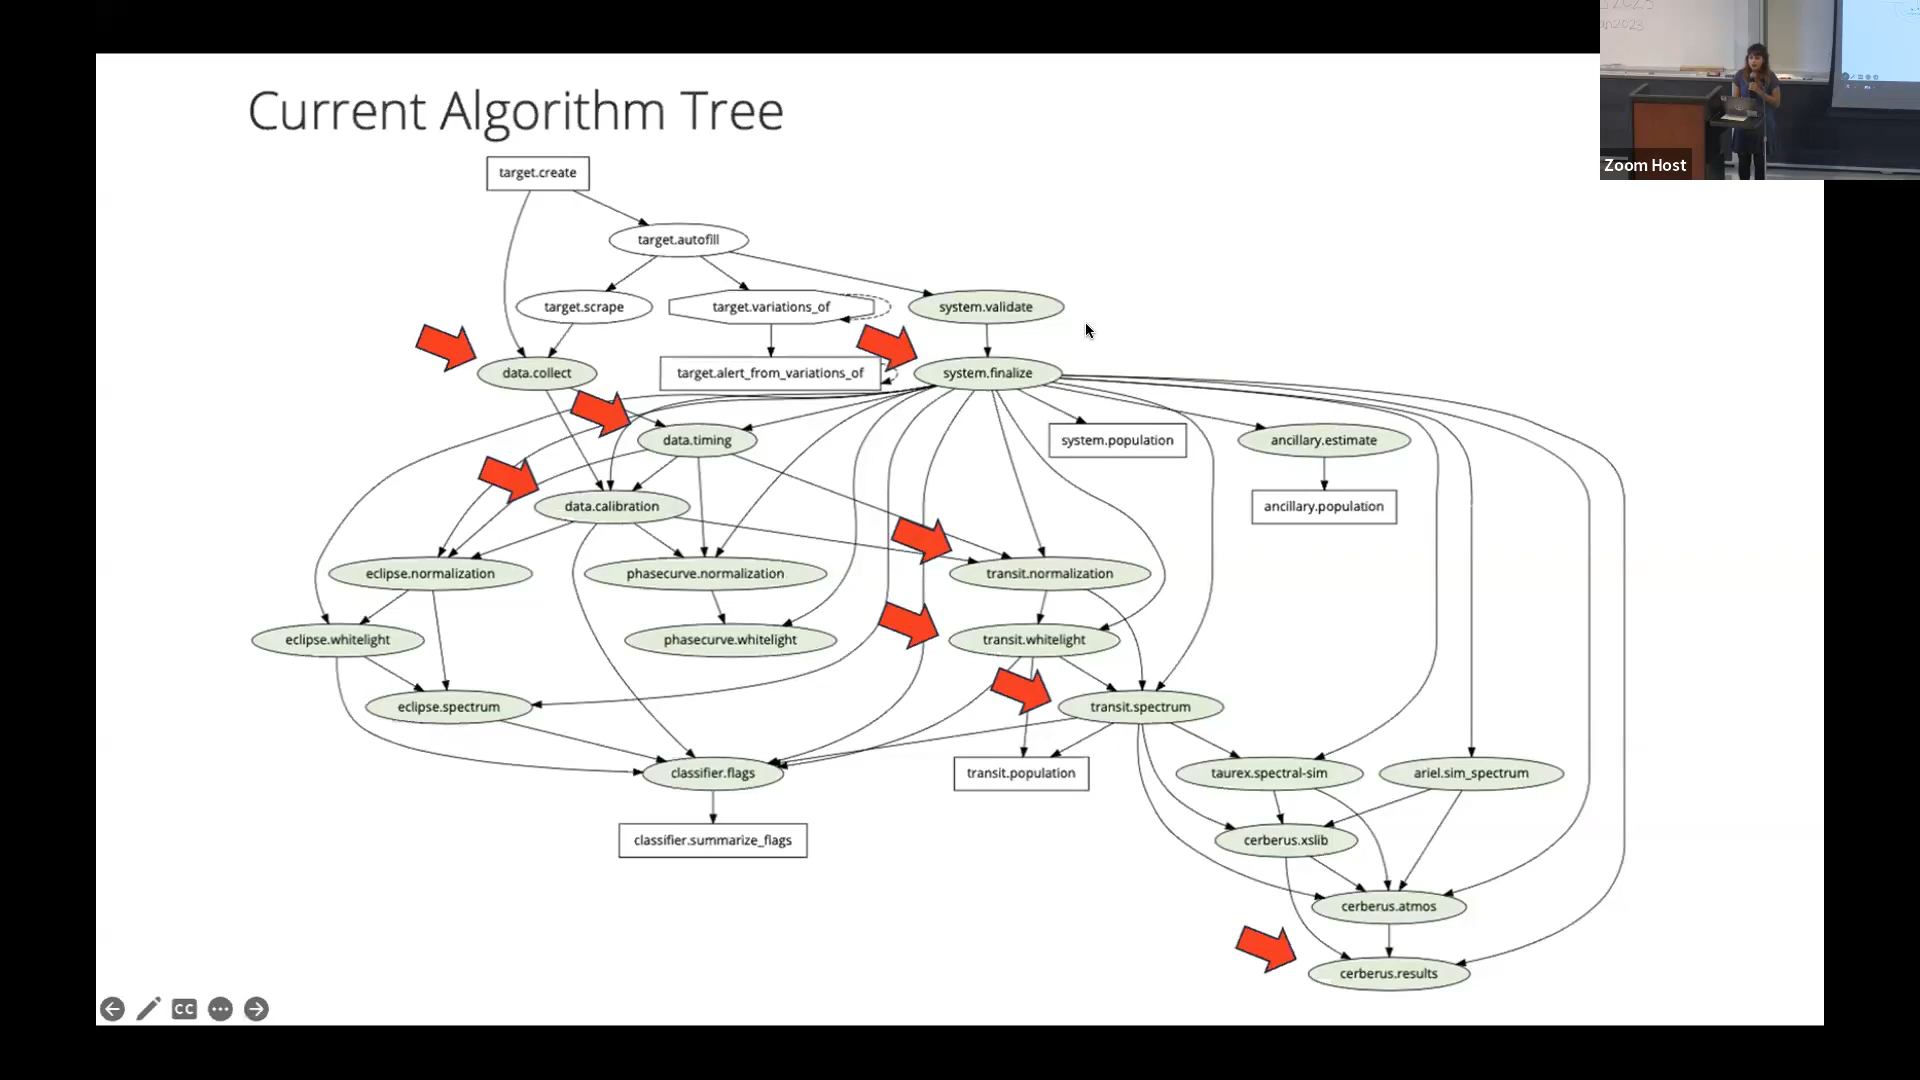 Current Algorithm Tree
target.create
target.autofill
target.scrape
target.variations_of
system.validate
data.collect
target.alert_from_variations_of
system.finalize
data.timing
system.population
ancillary.estimate
data.calibration
ancillary.population
eclipse.normalization
phasecurve.normalization
transit.normalization
eclipse.whitelight
phasecurve.whitelight
transit.whitelight
eclipse.spectrum
transit.spectrum
classifier.flags
transit.population
taurex.spectral-sim
ariel.sim_spectrum
classifier.summarize_flags
cerberus.xslib
cerberus.atmos
cerberus.results
CC
Zoom Host